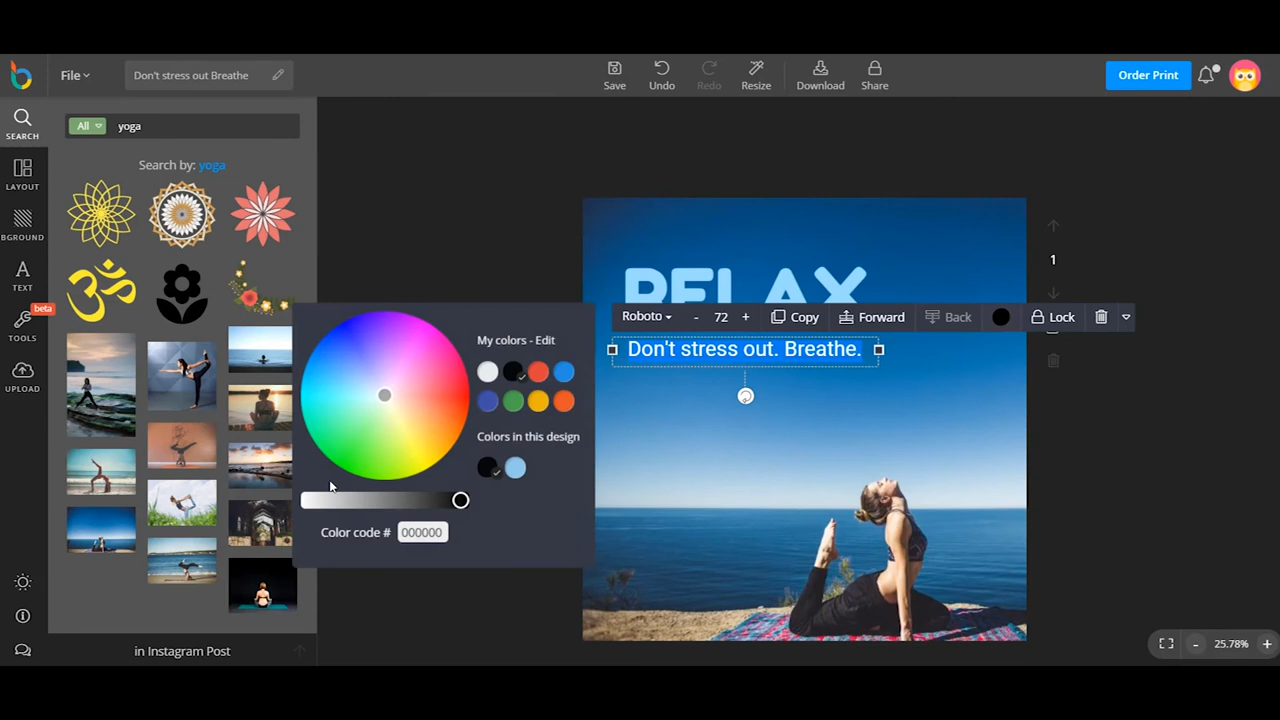 File
Don't stress out Breathe
Save
Undo
Redo
Resize
Download
Share
Order Print
SEARCH
All
yoga
Search by: yoga
LAYOUT
BGROUND
TEXT
beta
TOOLS
UPLOAD
in Instagram Post
RELAX
1
Roboto
- 72 +
Copy
Forward
Back
Lock
Don't stress out. Breathe.
My colors - Edit
Colors in this design
Color code # 000000
- 25.78% +